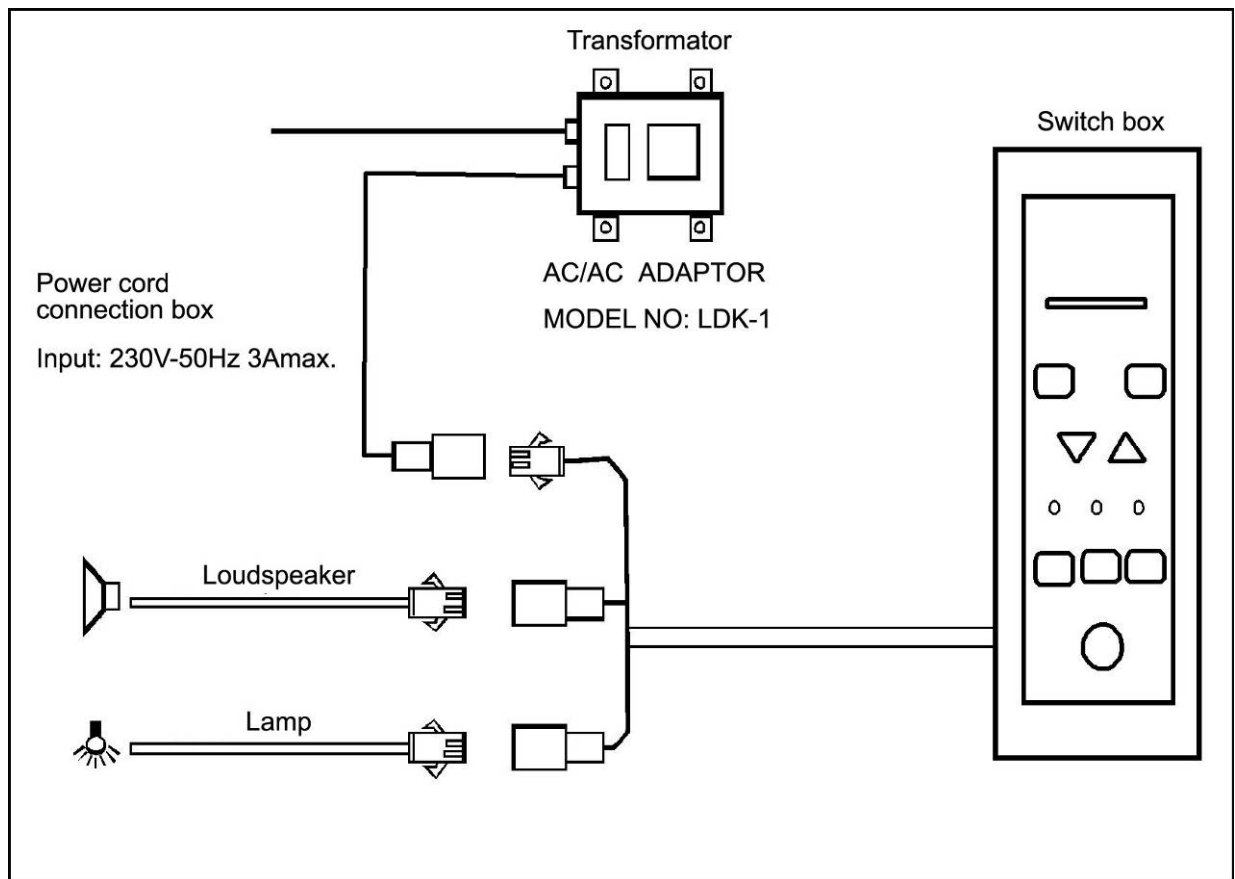 Transformator
Switch box
AC/AC ADAPTOR
MODEL NO: LDK-1
Power cord
connection box
Input: 230V-50Hz 3Amax.
Loudspeaker
Lamp